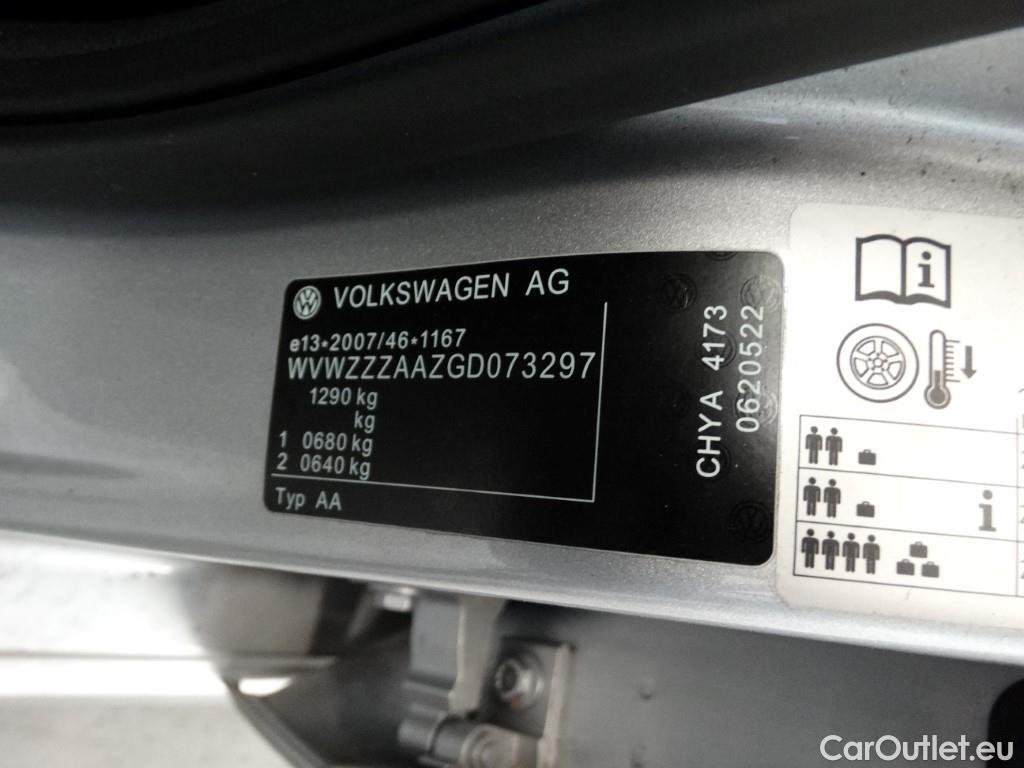 VOLKSWAGEN AG
e13*2007/46*1167
WVWZZZAAZGD073297
1290 kg
kg
1 0680 kg
2 0640 kg
Typ AA
CHYA 4173
0620522
i
i
CarOutlet.eu